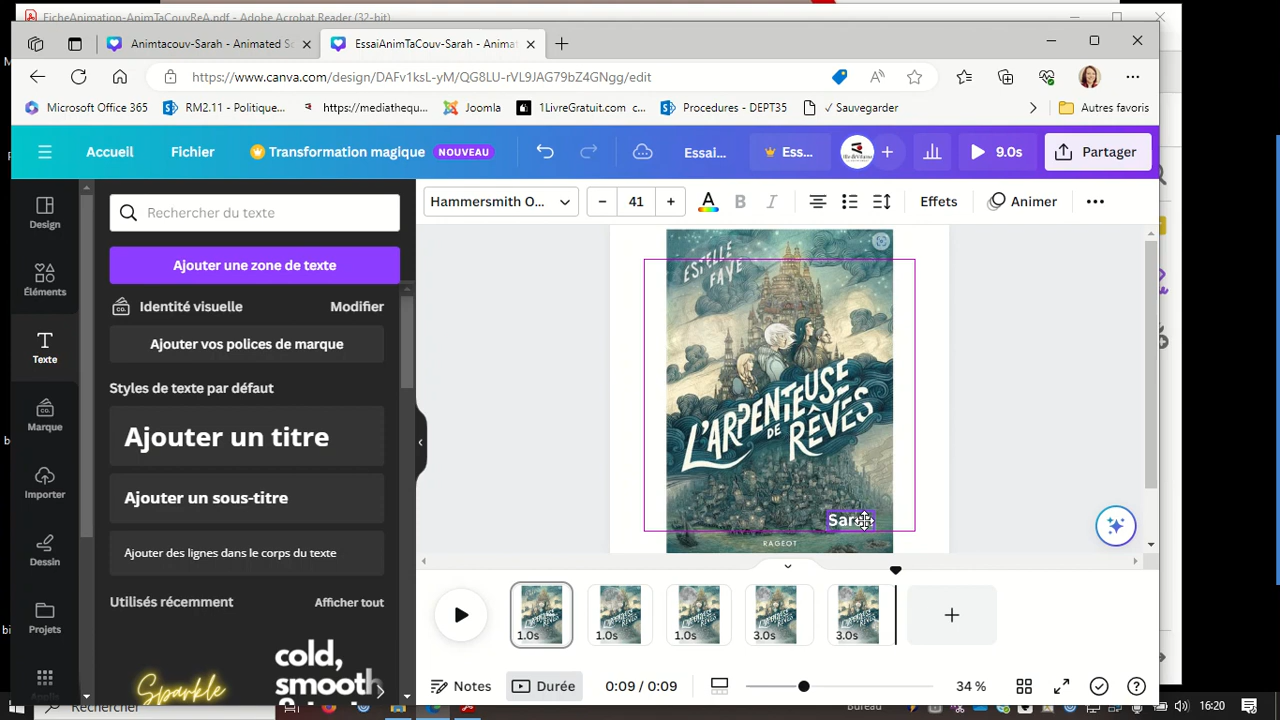 FicheAnimation-AnimTaCouvReA.pdf - Adobe Acrobat Reader (32-bit)
Animtacouv-Sarah - Animated So
EssaiAnimTaCouv-Sarah - Animat
https://www.canva.com/design/DAFv1ksL-yM/QG8LU-rVL9JAG79bZ4GNgg/edit
Microsoft Office 365
RM2.11 - Politique...
https://mediathequ...
Joomla
1LivreGratuit.com c...
Procedures - DEPT35
✓ Sauvegarder
Autres favoris
Accueil
Fichier
Transformation magique NOUVEAU
Essai...
Ess...
9.0s
Partager
Hammersmith O...
41
A
B
I
Effets
Animer
Design
Éléments
Texte
Marque
Importer
Dessin
Projets
Rechercher du texte
Ajouter une zone de texte
Identité visuelle
Modifier
Ajouter vos polices de marque
Styles de texte par défaut
Ajouter un titre
Ajouter un sous-titre
Ajouter des lignes dans le corps du texte
Utilisés récemment
Afficher tout
Sparkle
cold,
smooth
ESTELLE
FAYE
L'ARPENTEUSE
DE RÊVES
Sarah
RAGEOT
1.0s
1.0s
1.0s
3.0s
3.0s
Notes
Durée
0:09 / 0:09
34 %
Rechercher
Bureau
16:20